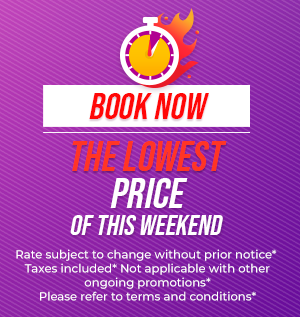 BOOK NOW
THE LOWEST
PRICE
OF THIS WEEKEND
Rate subject to change without prior notice*
Taxes included* Not applicable with other
ongoing promotions*
Please refer to terms and conditions*